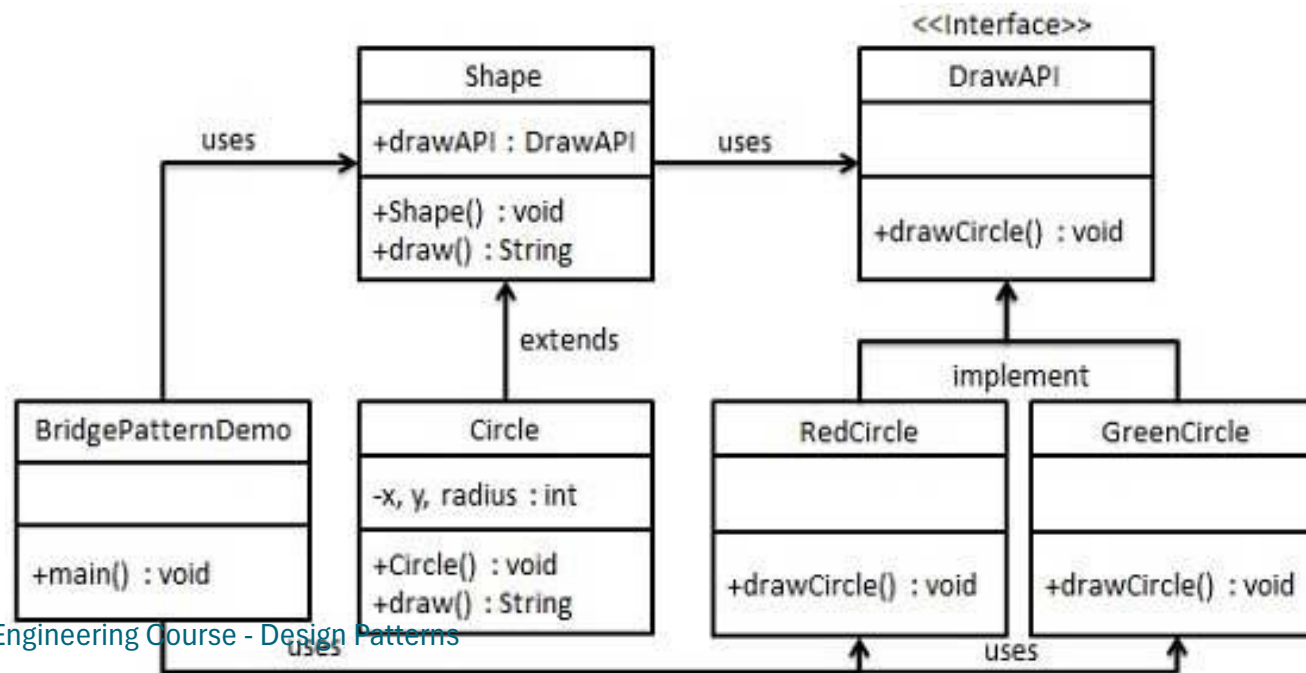 <<Interface>>
Shape
DrawAPI
+drawAPI : DrawAPI
uses
uses
+Shape() : void
+draw() : String
+drawCircle() : void
extends
implement
BridgePatternDemo
Circle
RedCircle
GreenCircle
-x, y, radius : int
+main() : void
+Circle() : void
+draw() : String
+drawCircle() : void
+drawCircle() : void
Engineering Course - Design Patterns
uses
uses